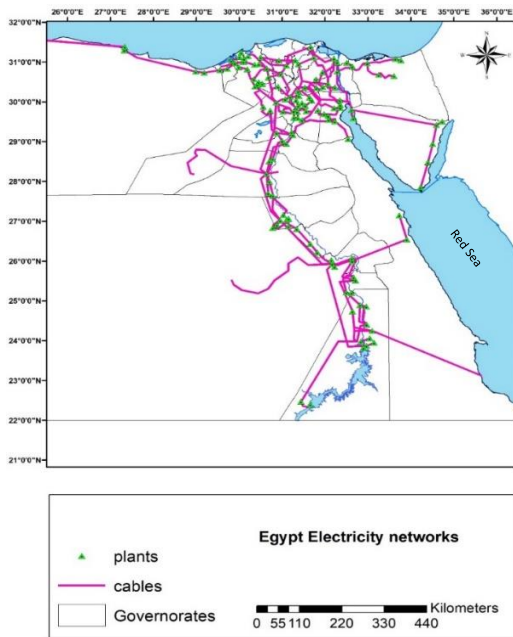 26°0'0"E 27°0'0"E 28°0'0"E 29°0'0"E 30°0'0"E 31°0'0"E 32°0'0"E 33°0'0"E 34°0'0"E 35°0'0"E 36°0'0"E
32°0'0"N
N
W E
S
31°0'0"N
30°0'0"N
29°0'0"N
28°0'0"N
27°0'0"N
Red Sea
26°0'0"N
25°0'0"N
24°0'0"N
23°0'0"N
22°0'0"N
21°0'0"N
Egypt Electricity networks
plants
cables
Governorates
Kilometers
0 55 110 220 330 440